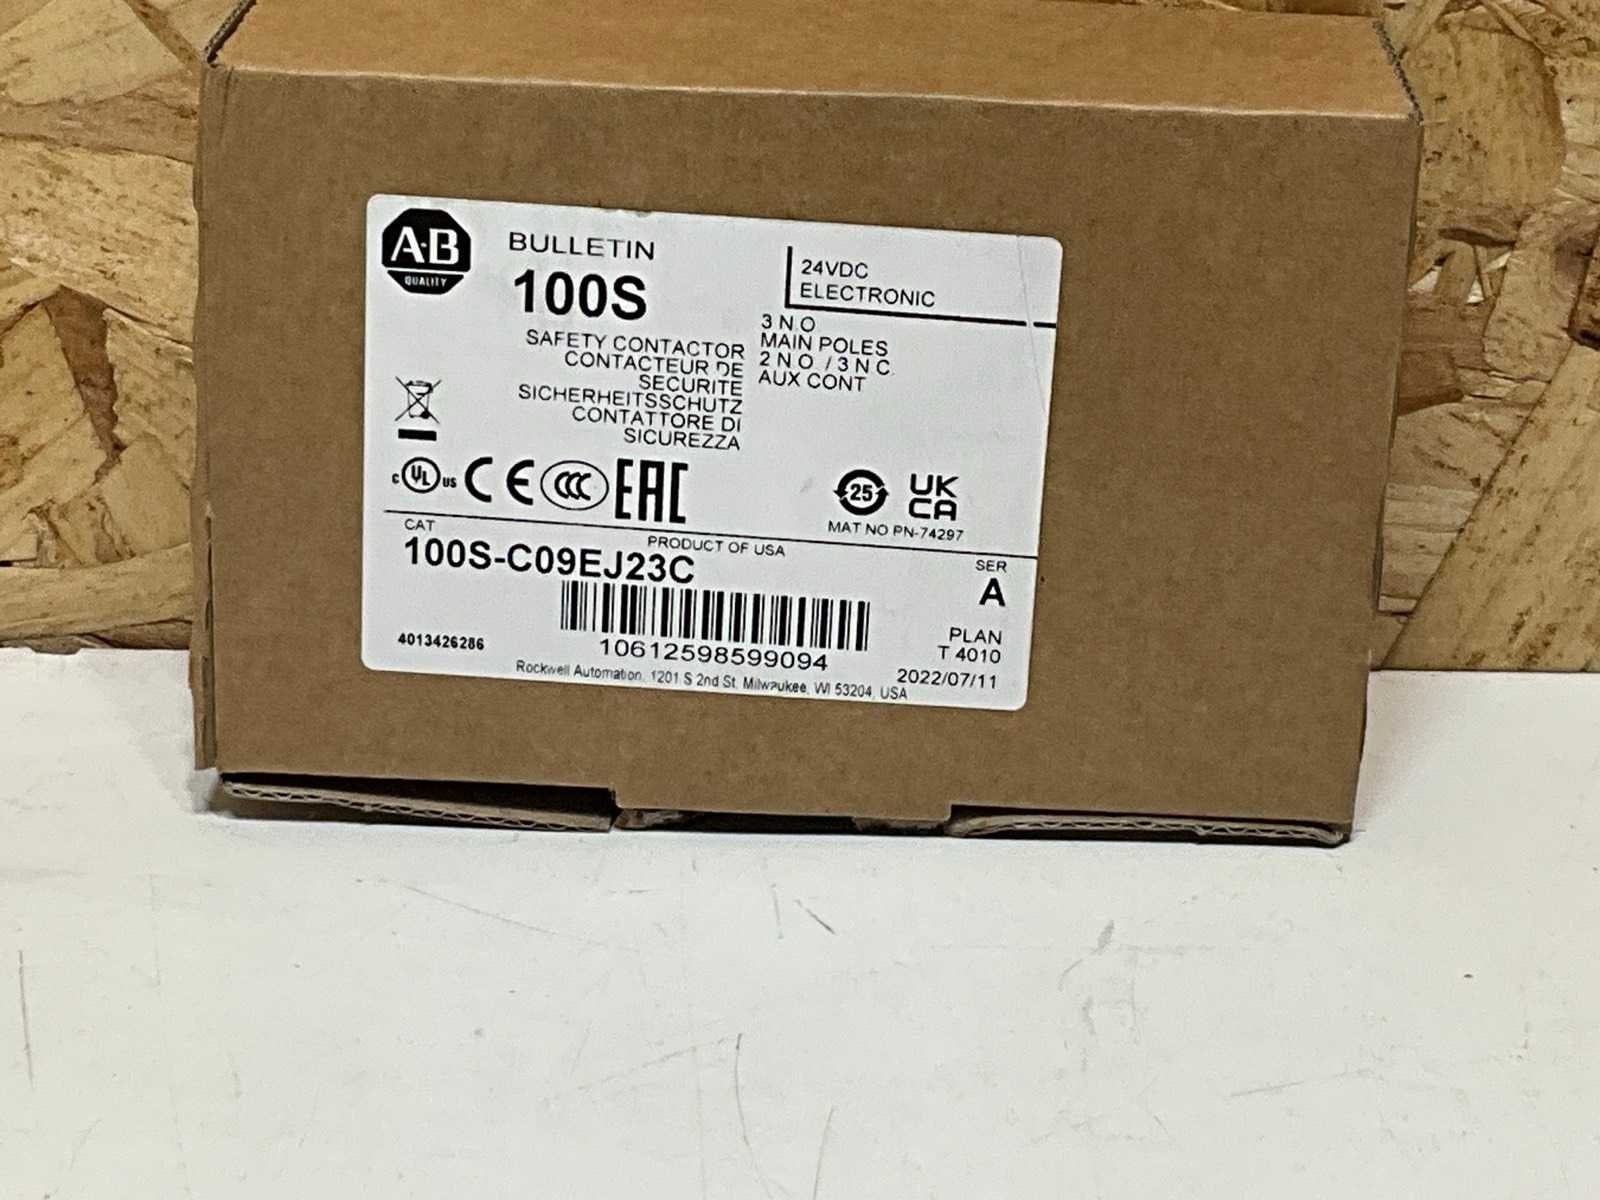 A·B
QUALITY
BULLETIN
100S
SAFETY CONTACTOR
CONTACTEUR DE
SECURITE
SICHERHEITSSCHUTZ
CONTATTORE DI
SICUREZZA
24VDC
ELECTRONIC
3 N.O
MAIN POLES
2 N.O. / 3 N.C.
AUX CONT
c UL us CE CCC EAC
25
UK
CA
MAT NO PN-74297
CAT
PRODUCT OF USA
100S-C09EJ23C
SER
A
4013426286
10612598599094
PLAN
T 4010
2022/07/11
Rockwell Automation, 1201 S 2nd St. Milwaukee, WI 53204, USA